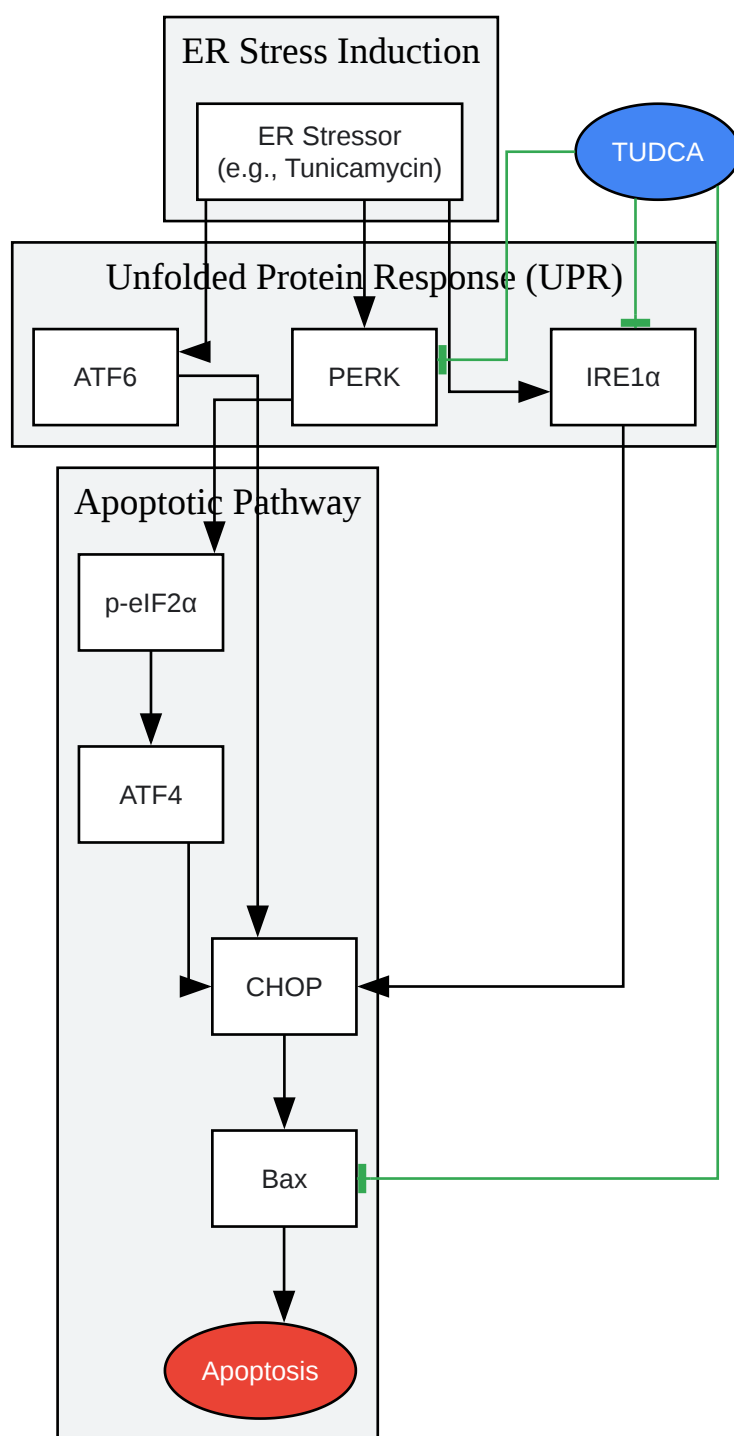 ER Stress Induction
ER Stressor
(e.g., Tunicamycin)
TUDCA
Unfolded Protein Response (UPR)
ATF6
PERK
IRE1α
Apoptotic Pathway
p-eIF2α
ATF4
CHOP
Bax
Apoptosis